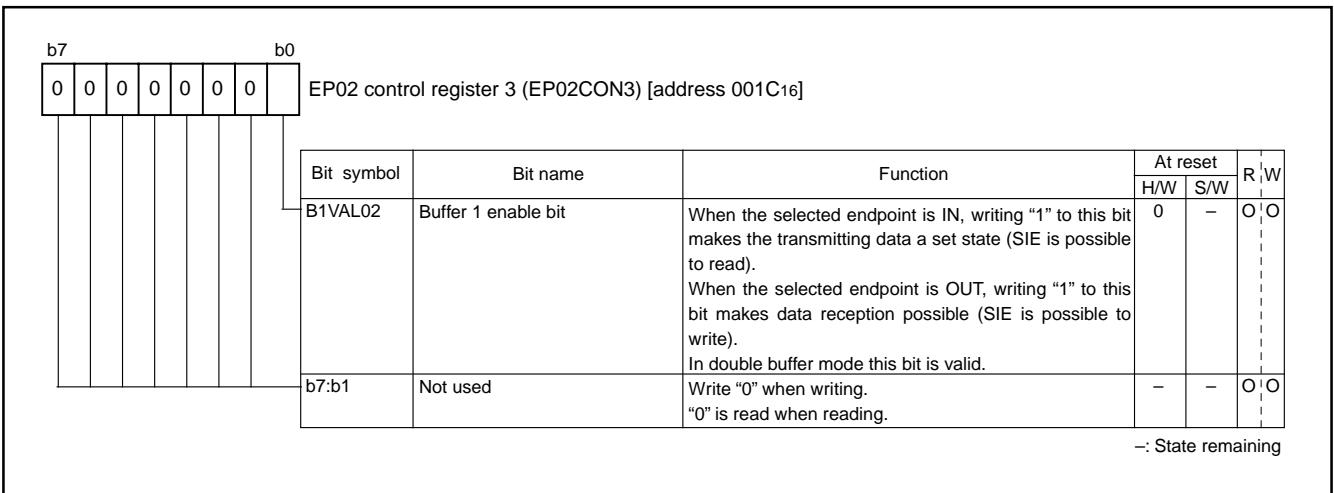 b7 b0
0 0 0 0 0 0 0
EP02 control register 3 (EP02CON3) [address 001C16]
Bit symbol Bit name Function At reset R W
H/W S/W
B1VAL02 Buffer 1 enable bit When the selected endpoint is IN, writing “1” to this bit 0 – O O
makes the transmitting data a set state (SIE is possible
to read).
When the selected endpoint is OUT, writing “1” to this
bit makes data reception possible (SIE is possible to
write).
In double buffer mode this bit is valid.
b7:b1 Not used Write “0” when writing. – – O O
“0” is read when reading.
–: State remaining